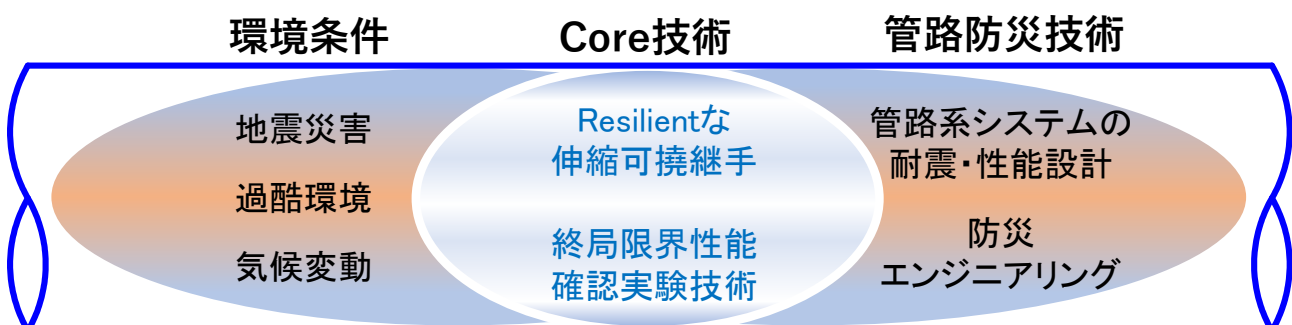 環境条件
Core技術
管路防災技術
地震災害
過酷環境
気候変動
Resilientな
伸縮可撓継手
終局限界性能
確認実験技術
管路系システムの
耐震・性能設計
防災
エンジニアリング